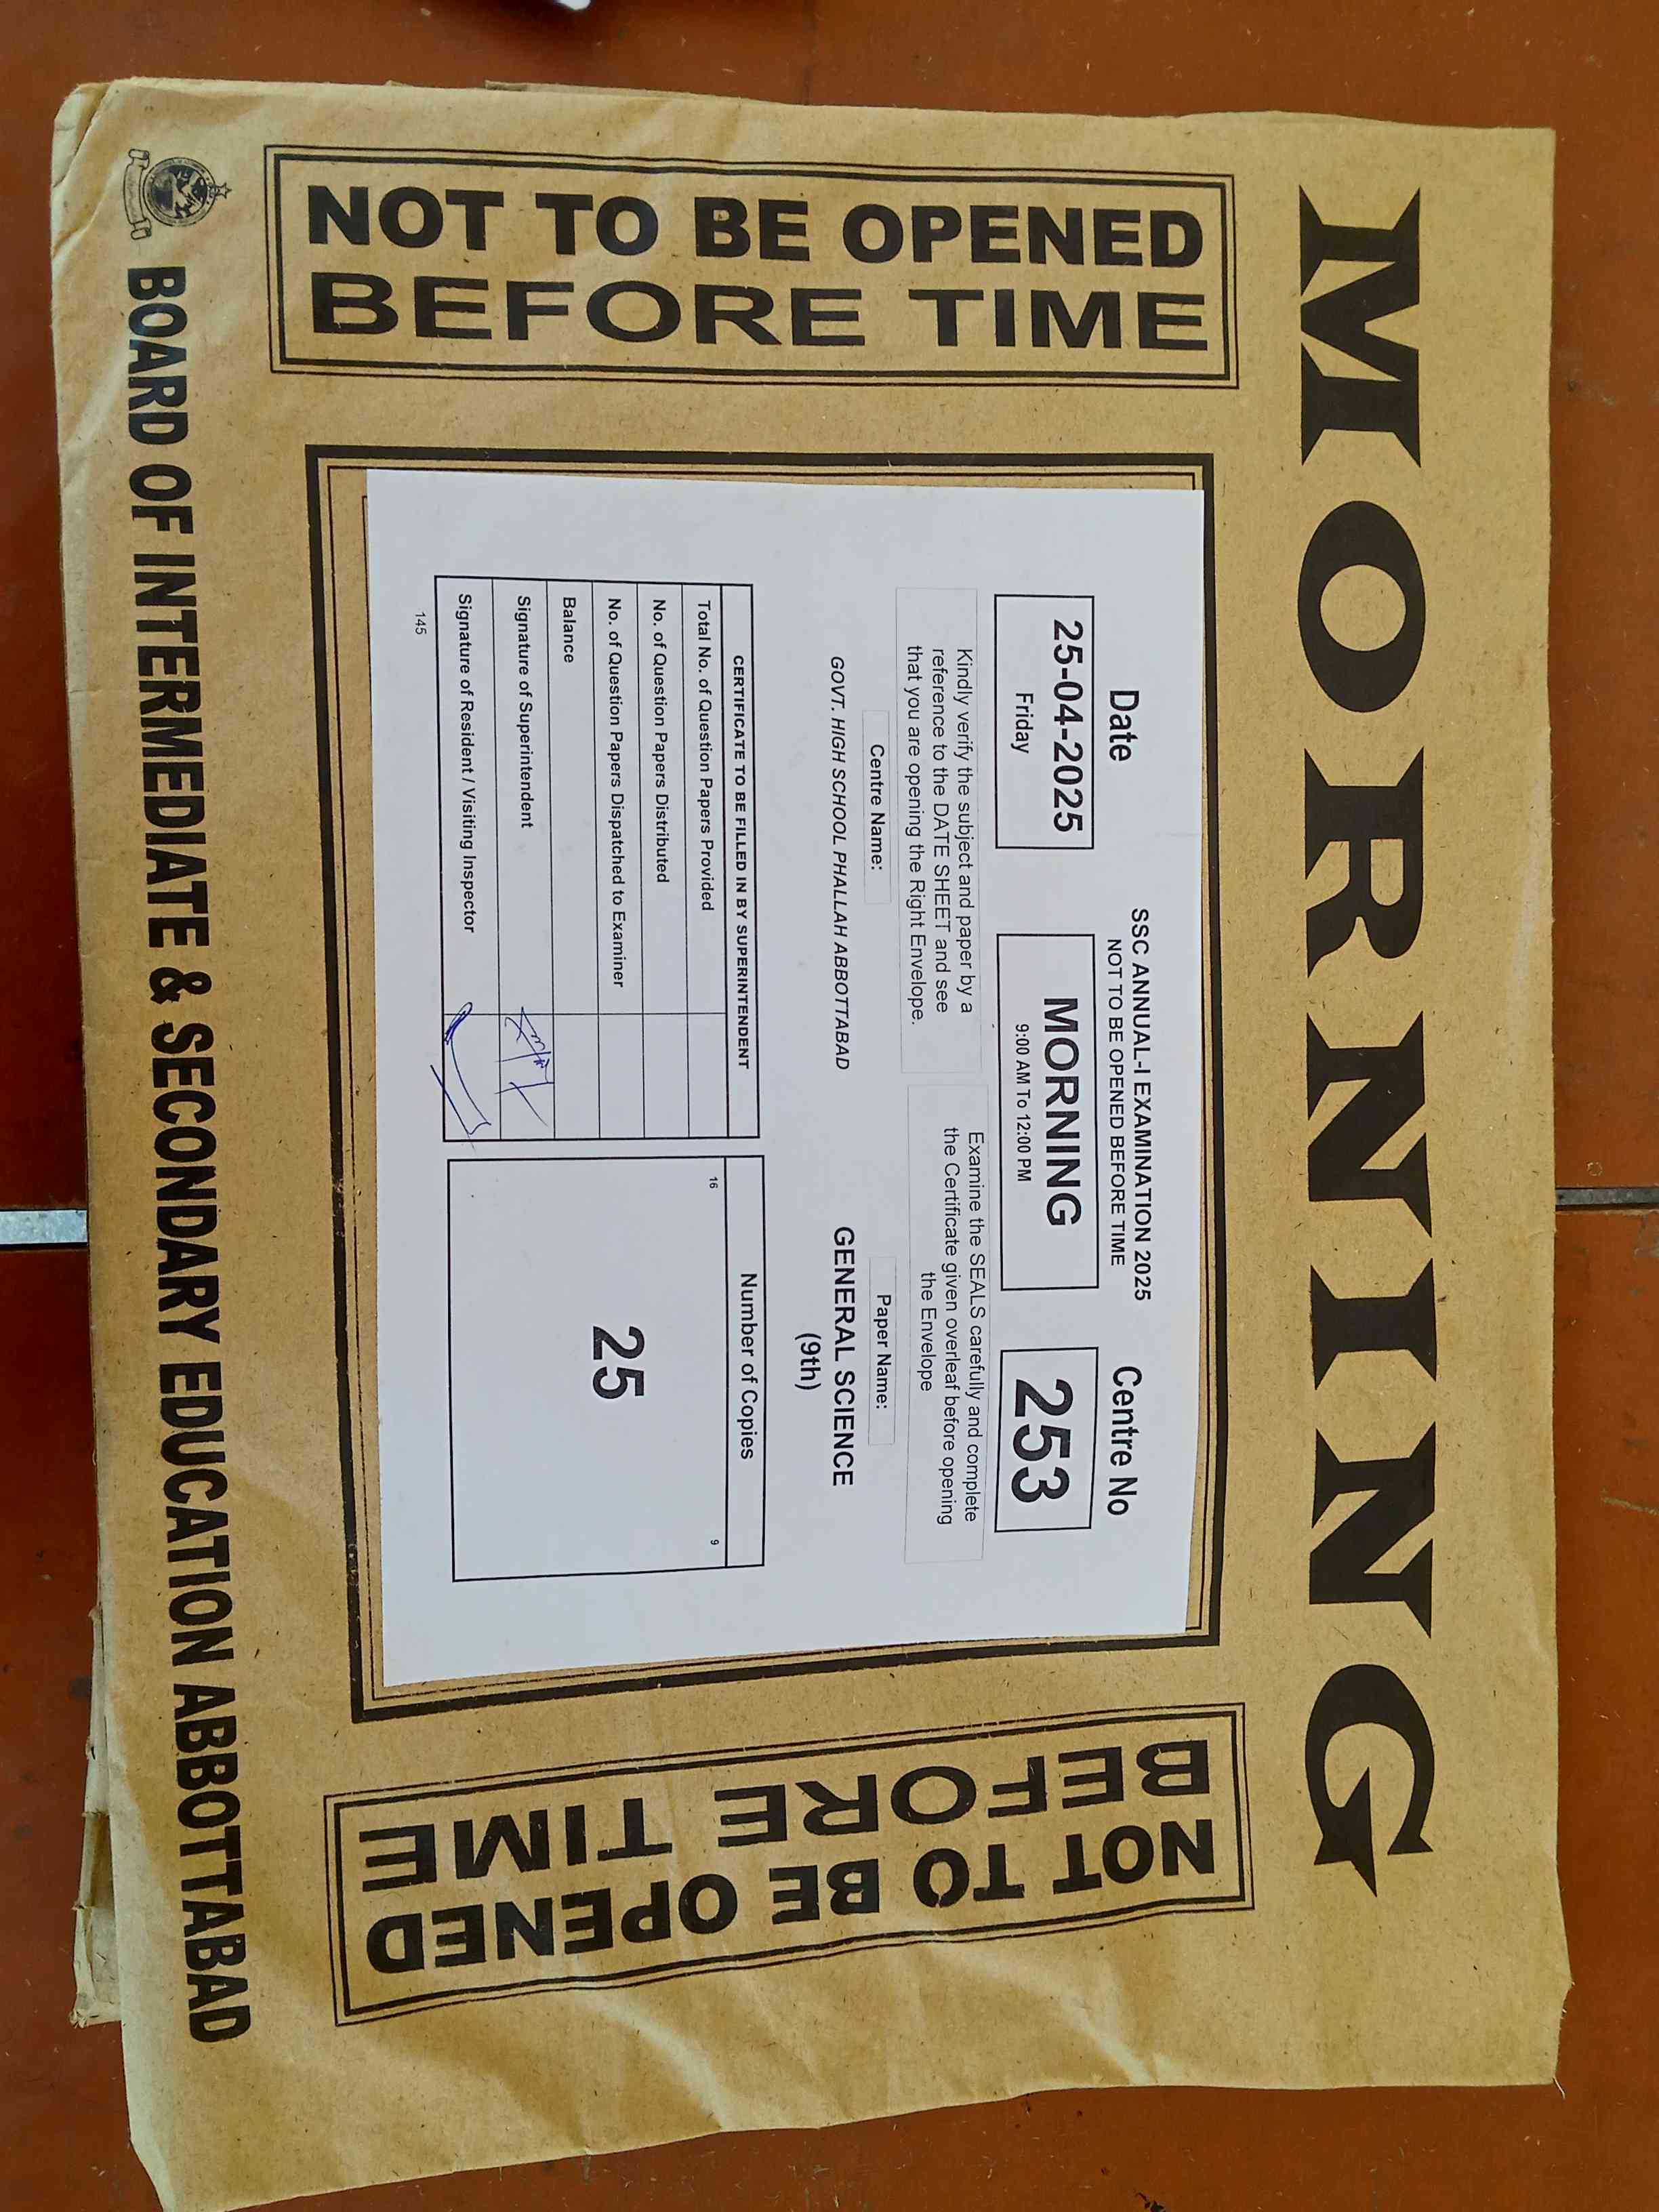 MORNING
NOT TO BE OPENED
BEFORE TIME
Date
25-04-2025
Friday
SSC ANNUAL-I EXAMINATION 2025
NOT TO BE OPENED BEFORE TIME
MORNING
9:00 AM To 12:00 PM
Centre No
253
Kindly verify the subject and paper by a
reference to the DATE SHEET and see
that you are opening the Right Envelope.
Examine the SEALS carefully and complete
the Certificate given overleaf before opening
the Envelope
Centre Name:
GOVT. HIGH SCHOOL PHALLAH ABBOTTABAD
Paper Name:
GENERAL SCIENCE
(9th)
CERTIFICATE TO BE FILLED IN BY SUPERINTENDENT
Total No. of Question Papers Provided
No. of Question Papers Distributed
No. of Question Papers Dispatched to Examiner
Balance
Signature of Superintendent
Signature of Resident / Visiting Inspector
145
Number of Copies
16
9
25
NOT TO BE OPENED
BEFORE TIME
BOARD OF INTERMEDIATE & SECONDARY EDUCATION ABBOTTABAD